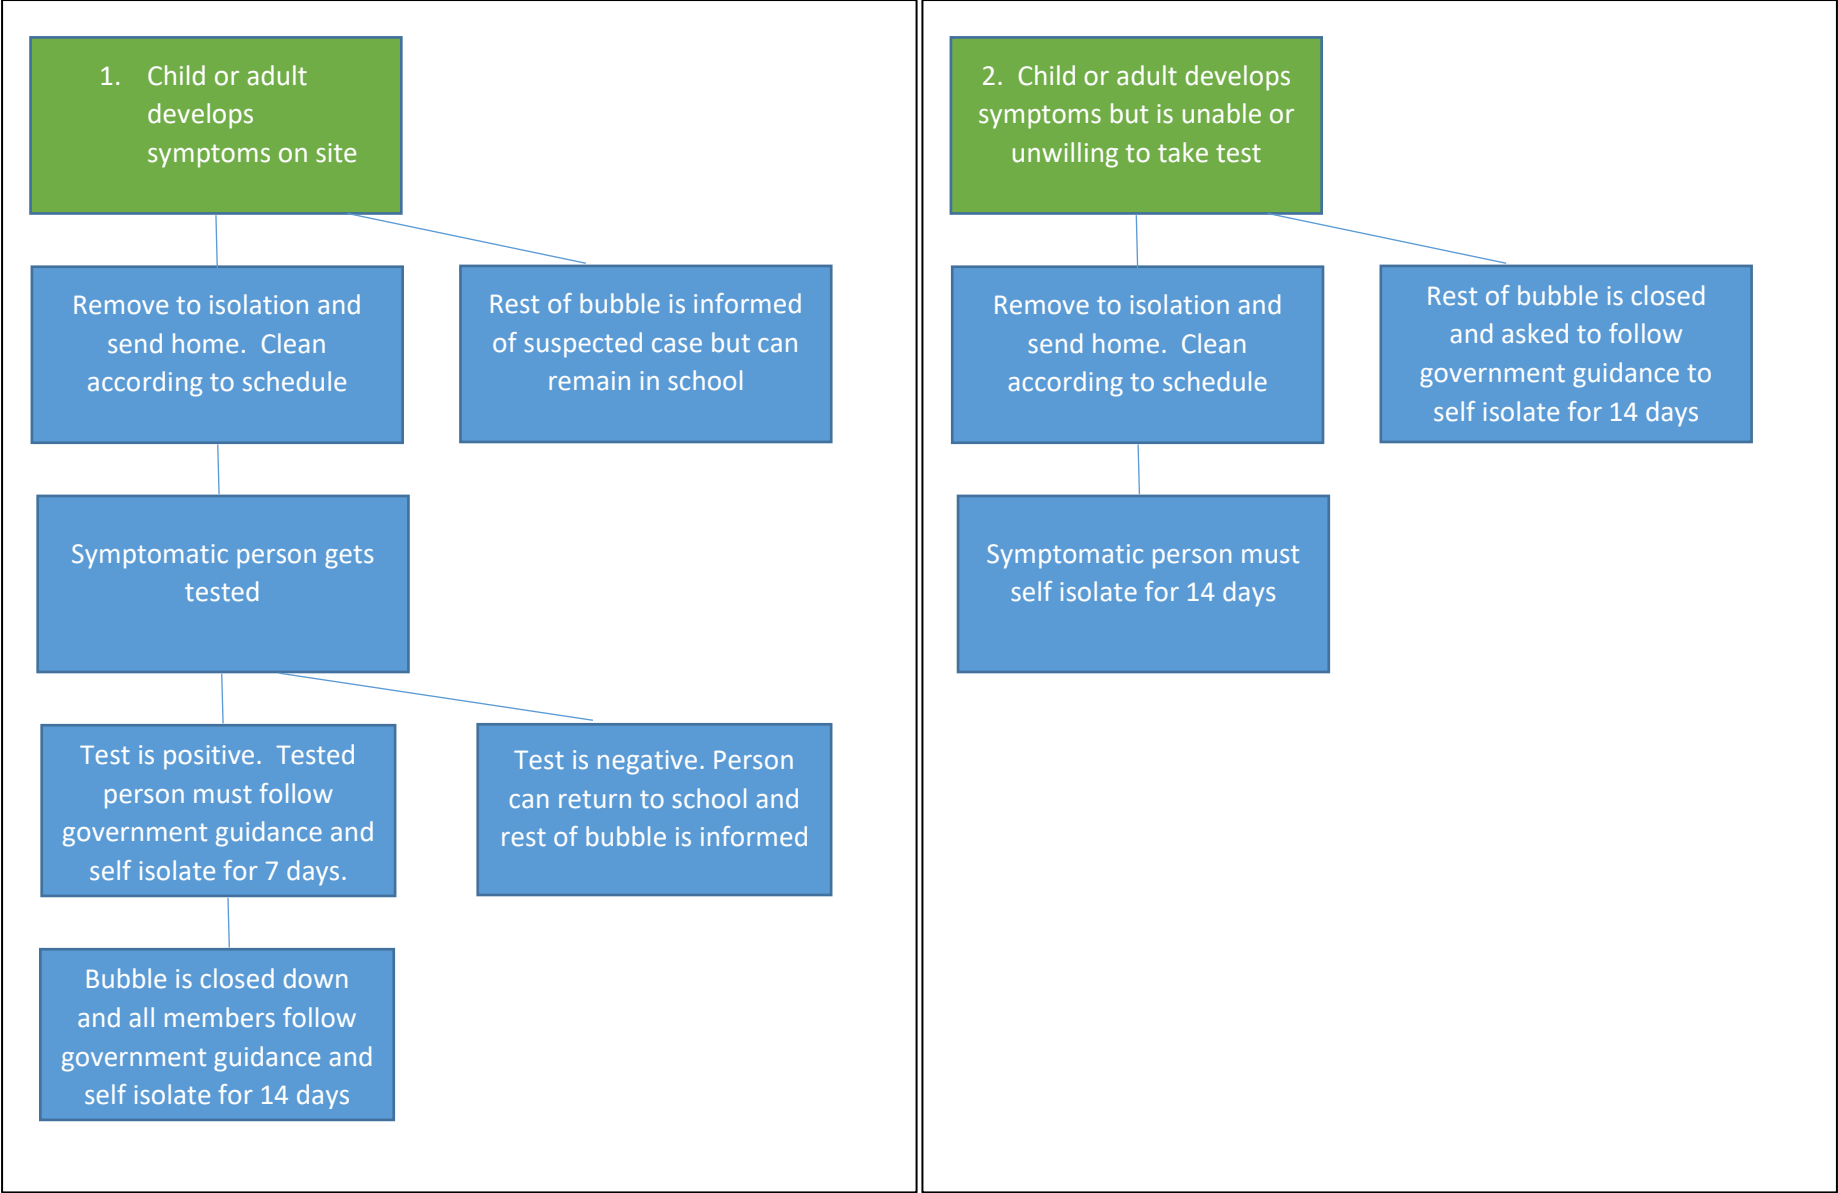 1. Child or adult
develops
symptoms on site
Remove to isolation and
send home.  Clean
according to schedule
Rest of bubble is informed
of suspected case but can
remain in school
Symptomatic person gets
tested
Test is positive.  Tested
person must follow
government guidance and
self isolate for 7 days.
Test is negative. Person
can return to school and
rest of bubble is informed
Bubble is closed down
and all members follow
government guidance and
self isolate for 14 days
2.  Child or adult develops
symptoms but is unable or
unwilling to take test
Remove to isolation and
send home.  Clean
according to schedule
Rest of bubble is closed
and asked to follow
government guidance to
self isolate for 14 days
Symptomatic person must
self isolate for 14 days